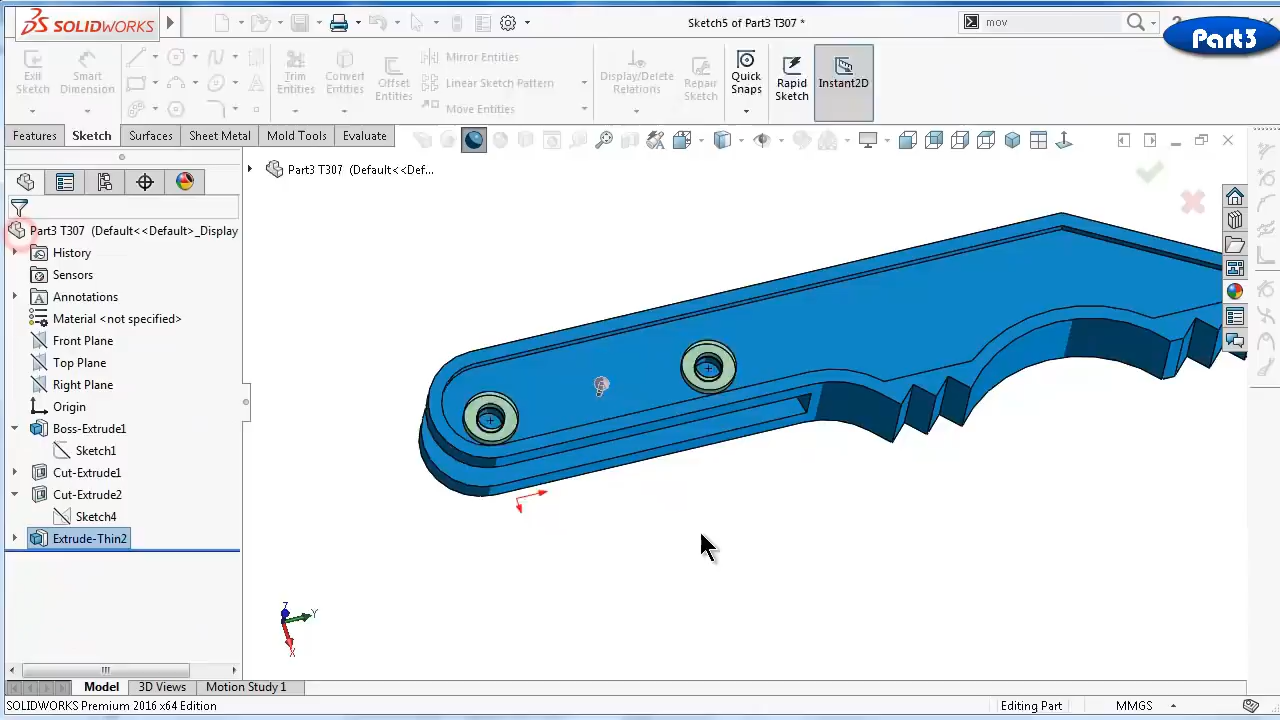 SOLIDWORKS
Sketch5 of Part3 T307 *
mov
?
Part3
Exit Sketch
Smart Dimension
Trim Entities
Convert Entities
Offset Entities
Mirror Entities
Linear Sketch Pattern
Move Entities
Display/Delete Relations
Repair Sketch
Quick Snaps
Rapid Sketch
Instant2D
Features
Sketch
Surfaces
Sheet Metal
Mold Tools
Evaluate
Part3 T307 (Default<<Def...
Part3 T307 (Default<<Default>_Display
History
Sensors
Annotations
Material <not specified>
Front Plane
Top Plane
Right Plane
Origin
Boss-Extrude1
Sketch1
Cut-Extrude1
Cut-Extrude2
Sketch4
Extrude-Thin2
Z
Y
X
Model
3D Views
Motion Study 1
SOLIDWORKS Premium 2016 x64 Edition
Editing Part
MMGS